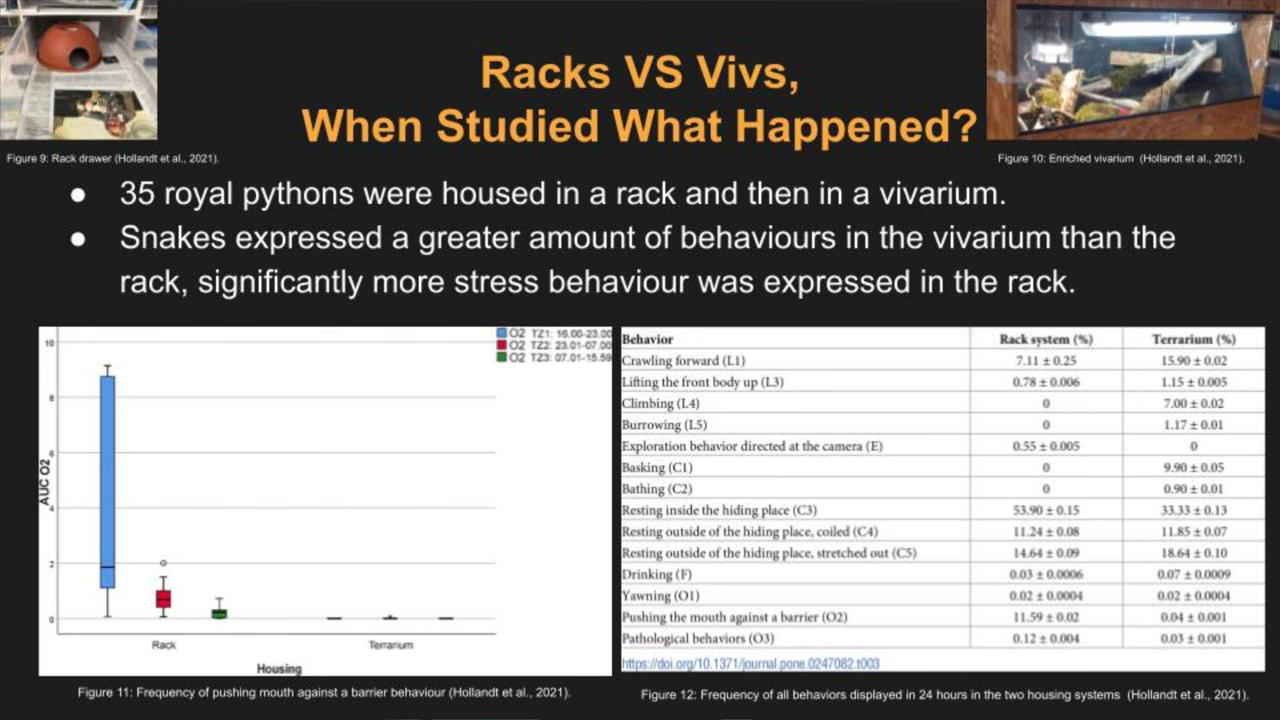 Racks VS Vivs,
When Studied What Happened?
Figure 9: Rack drawer (Hollandt et al., 2021).
Figure 10: Enriched vivarium (Hollandt et al., 2021).
● 35 royal pythons were housed in a rack and then in a vivarium.
● Snakes expressed a greater amount of behaviours in the vivarium than the
rack, significantly more stress behaviour was expressed in the rack.
O2 TZ1: 16.00-23.00
O2 TZ2: 23.01-07.00
O2 TZ3: 07.01-15.59
10
8
6
4
2
0
AUC O2
Rack Terrarium
Housing
Figure 11: Frequency of pushing mouth against a barrier behaviour (Hollandt et al., 2021).
Behavior Rack system (%) Terrarium (%)
Crawling forward (L1) 7.11 ± 0.25 15.90 ± 0.02
Lifting the front body up (L3) 0.78 ± 0.006 1.15 ± 0.005
Climbing (L4) 0 7.00 ± 0.02
Burrowing (L5) 0 1.17 ± 0.01
Exploration behavior directed at the camera (E) 0.55 ± 0.005 0
Basking (C1) 0 9.90 ± 0.05
Bathing (C2) 0 0.90 ± 0.01
Resting inside the hiding place (C3) 53.90 ± 0.15 33.33 ± 0.13
Resting outside of the hiding place, coiled (C4) 11.24 ± 0.08 11.85 ± 0.07
Resting outside of the hiding place, stretched out (C5) 14.64 ± 0.09 18.64 ± 0.10
Drinking (F) 0.03 ± 0.0006 0.07 ± 0.0009
Yawning (O1) 0.02 ± 0.0004 0.02 ± 0.0004
Pushing the mouth against a barrier (O2) 11.59 ± 0.02 0.04 ± 0.001
Pathological behaviors (O3) 0.12 ± 0.004 0.03 ± 0.001
https://doi.org/10.1371/journal.pone.0247082.t003
Figure 12: Frequency of all behaviors displayed in 24 hours in the two housing systems (Hollandt et al., 2021).